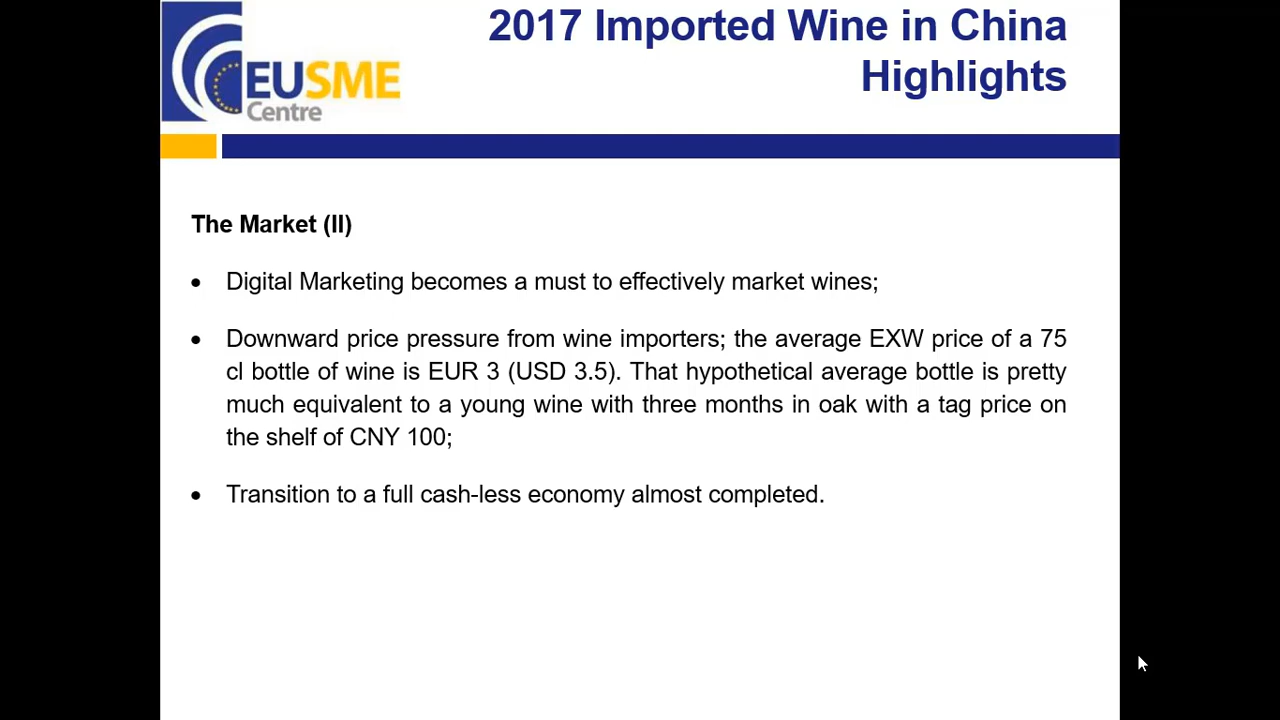 EUSME
Centre
2017 Imported Wine in China
Highlights
The Market (II)
• Digital Marketing becomes a must to effectively market wines;
• Downward price pressure from wine importers; the average EXW price of a 75
cl bottle of wine is EUR 3 (USD 3.5). That hypothetical average bottle is pretty
much equivalent to a young wine with three months in oak with a tag price on
the shelf of CNY 100;
• Transition to a full cash-less economy almost completed.